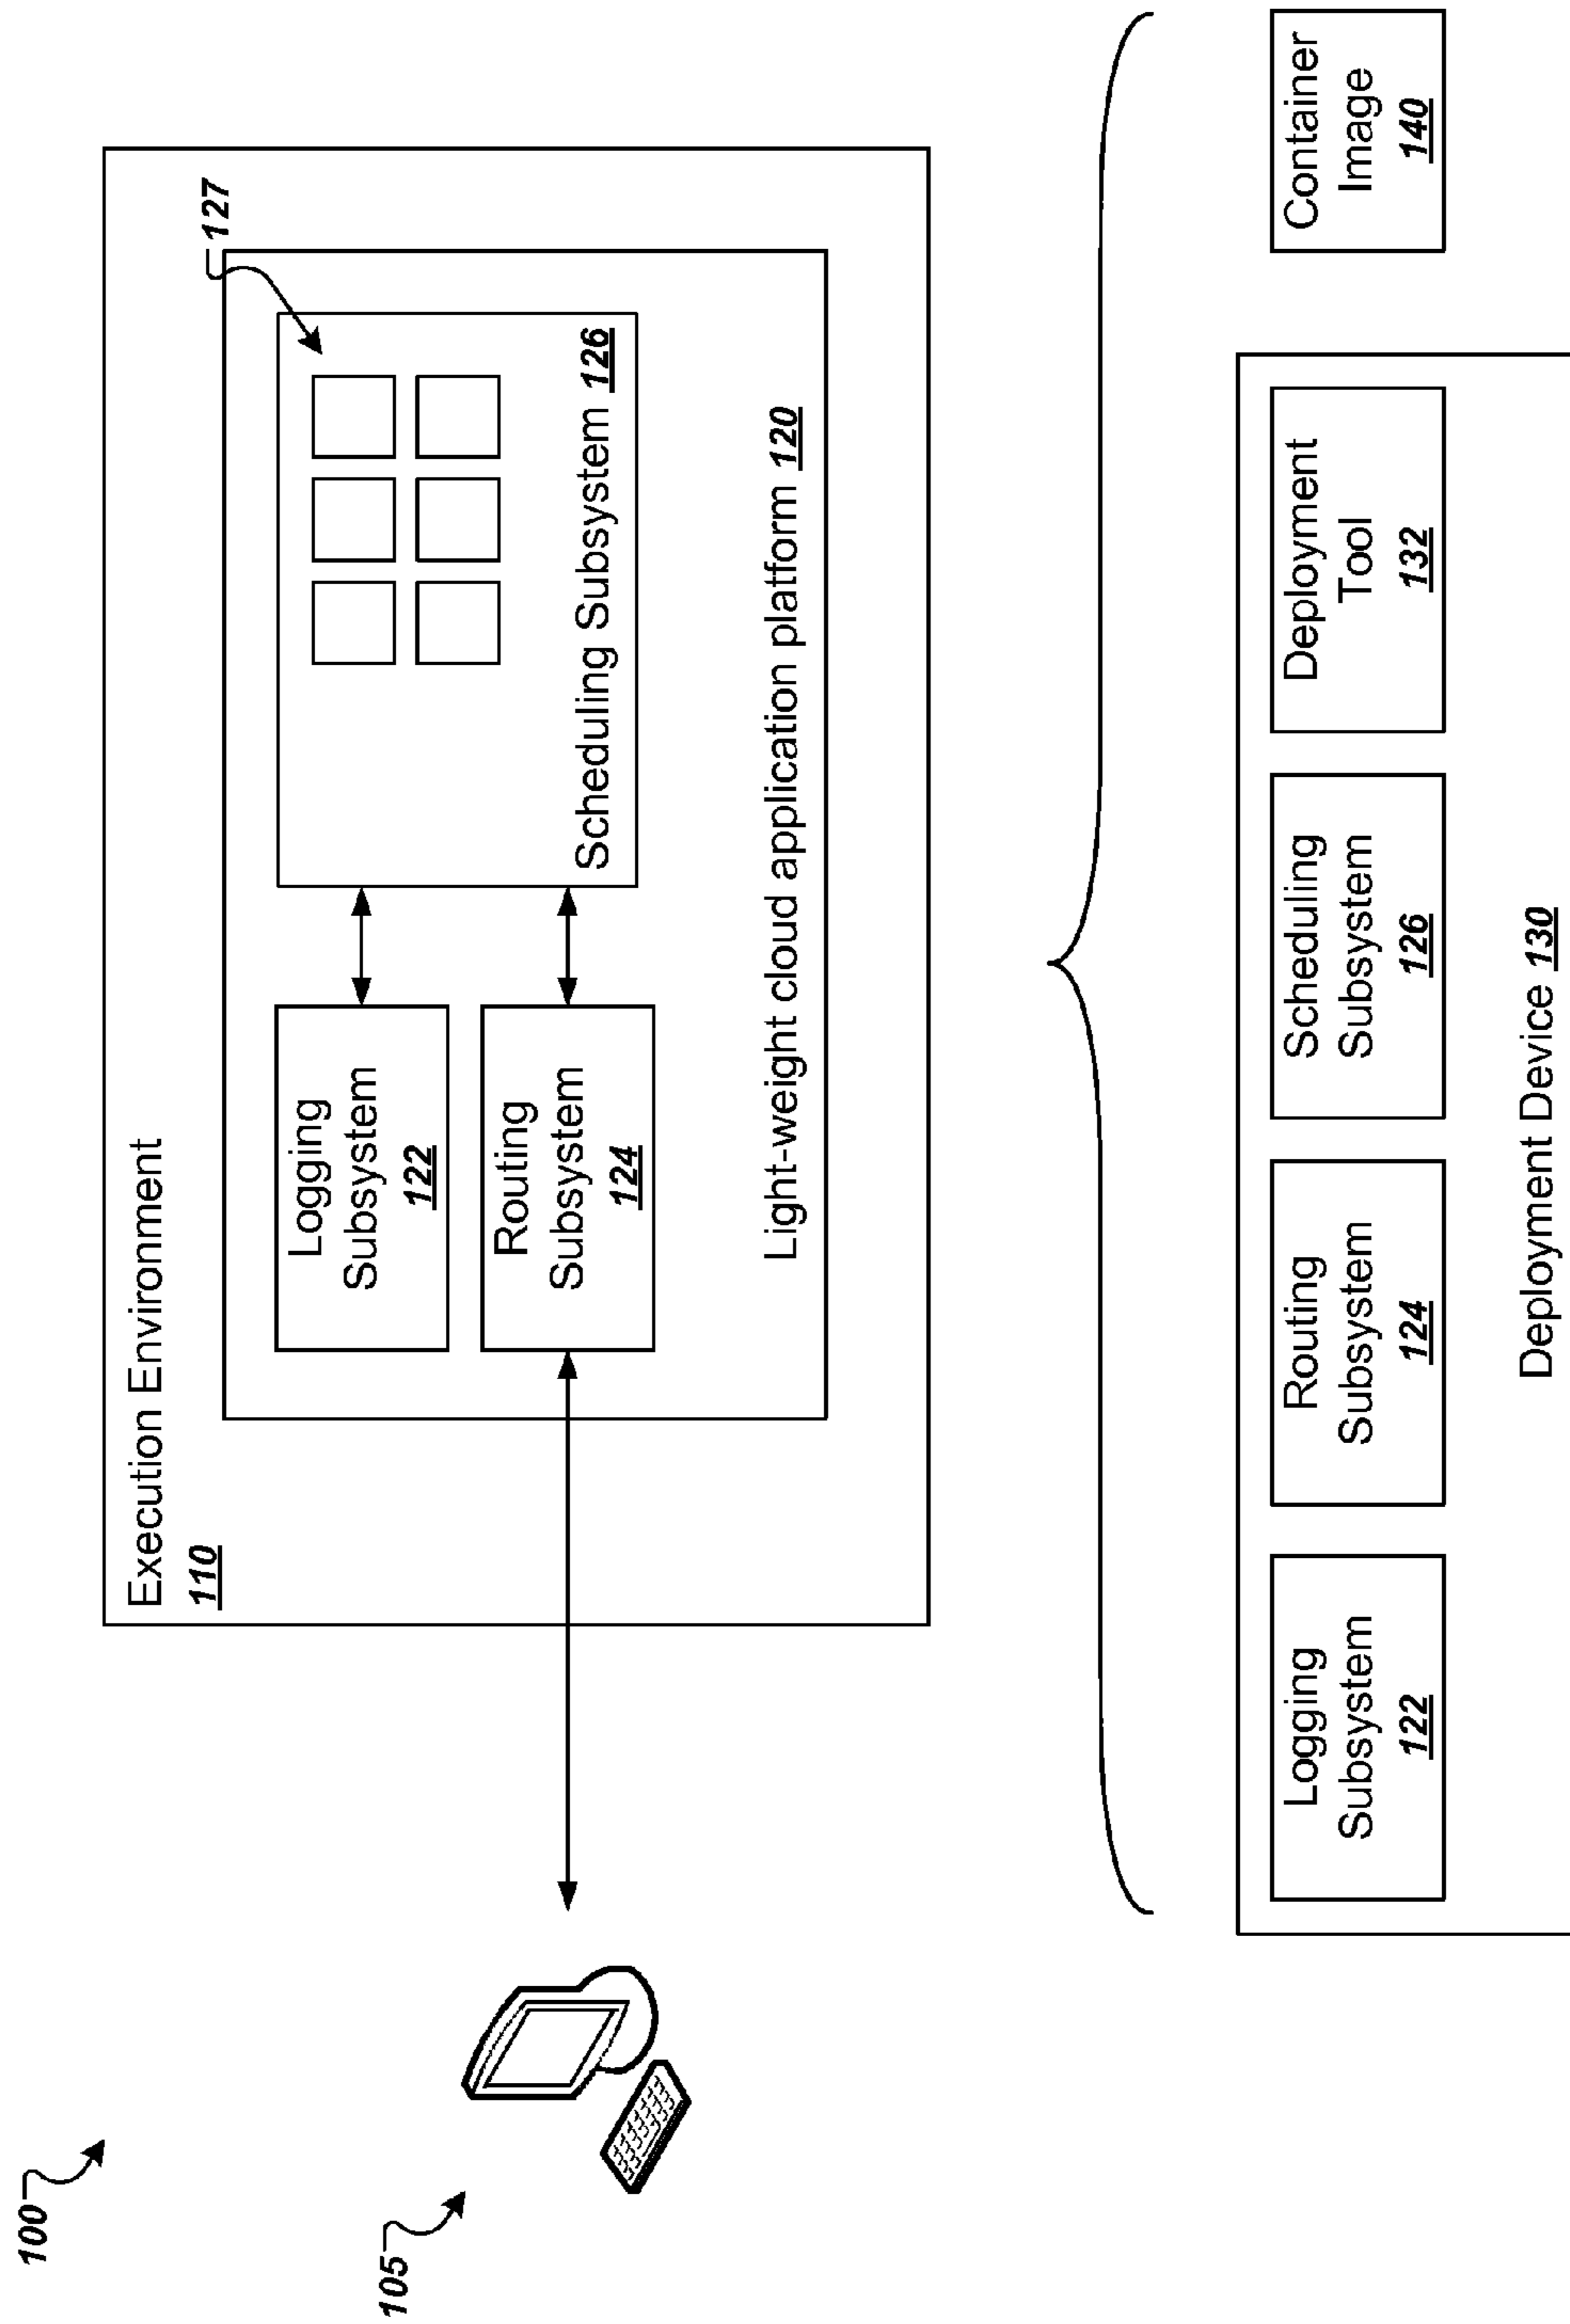 100
105
Execution Environment
110
127
Logging
Subsystem
122
Routing
Subsystem
124
Scheduling Subsystem 126
Light-weight cloud application platform 120
Logging
Subsystem
122
Routing
Subsystem
124
Scheduling
Subsystem
126
Deployment
Tool
132
Container
Image
140
Deployment Device 130